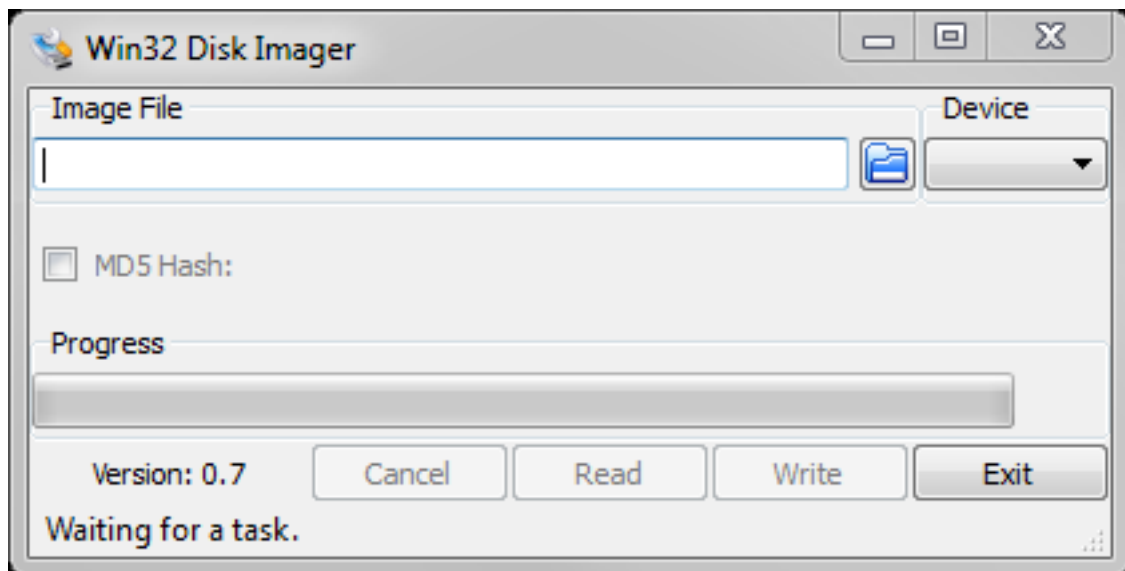 Win32 Disk Imager
Image File
Device
MD5 Hash:
Progress
Version: 0.7
Cancel
Read
Write
Exit
Waiting for a task.